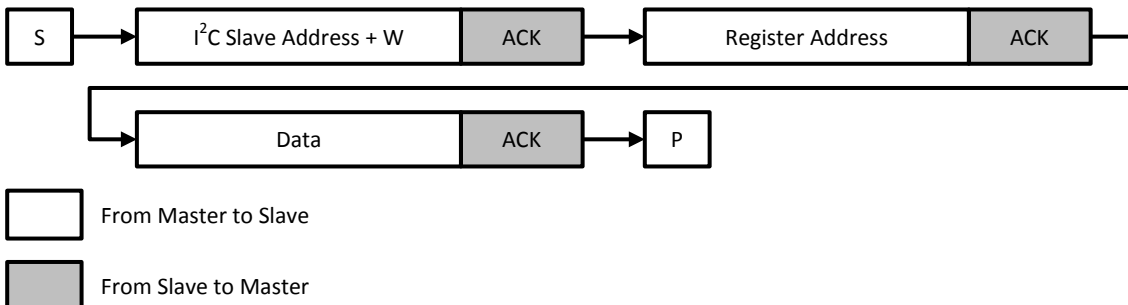 S I²C Slave Address + W ACK Register Address ACK
Data ACK P
From Master to Slave
From Slave to Master